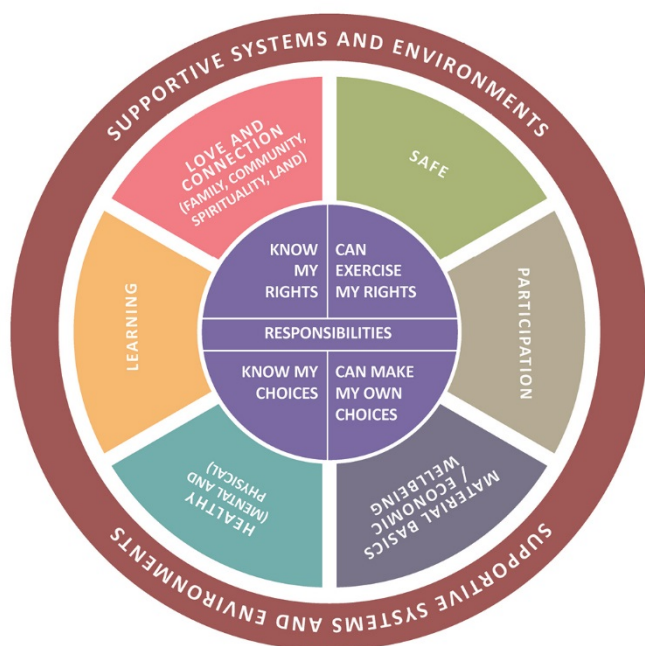 SUPPORTIVE SYSTEMS AND ENVIRONMENTS
LOVE AND
CONNECTION
(FAMILY, COMMUNITY,
SPIRITUALITY, LAND)
SAFE
PARTICIPATION
MATERIAL BASICS
/ ECONOMIC
WELLBEING
HEALTHY
(MENTAL AND
PHYSICAL)
LEARNING
KNOW
MY
RIGHTS
CAN
EXERCISE
MY RIGHTS
RESPONSIBILITIES
KNOW MY
CHOICES
CAN MAKE
MY OWN
CHOICES
SUPPORTIVE SYSTEMS AND ENVIRONMENTS